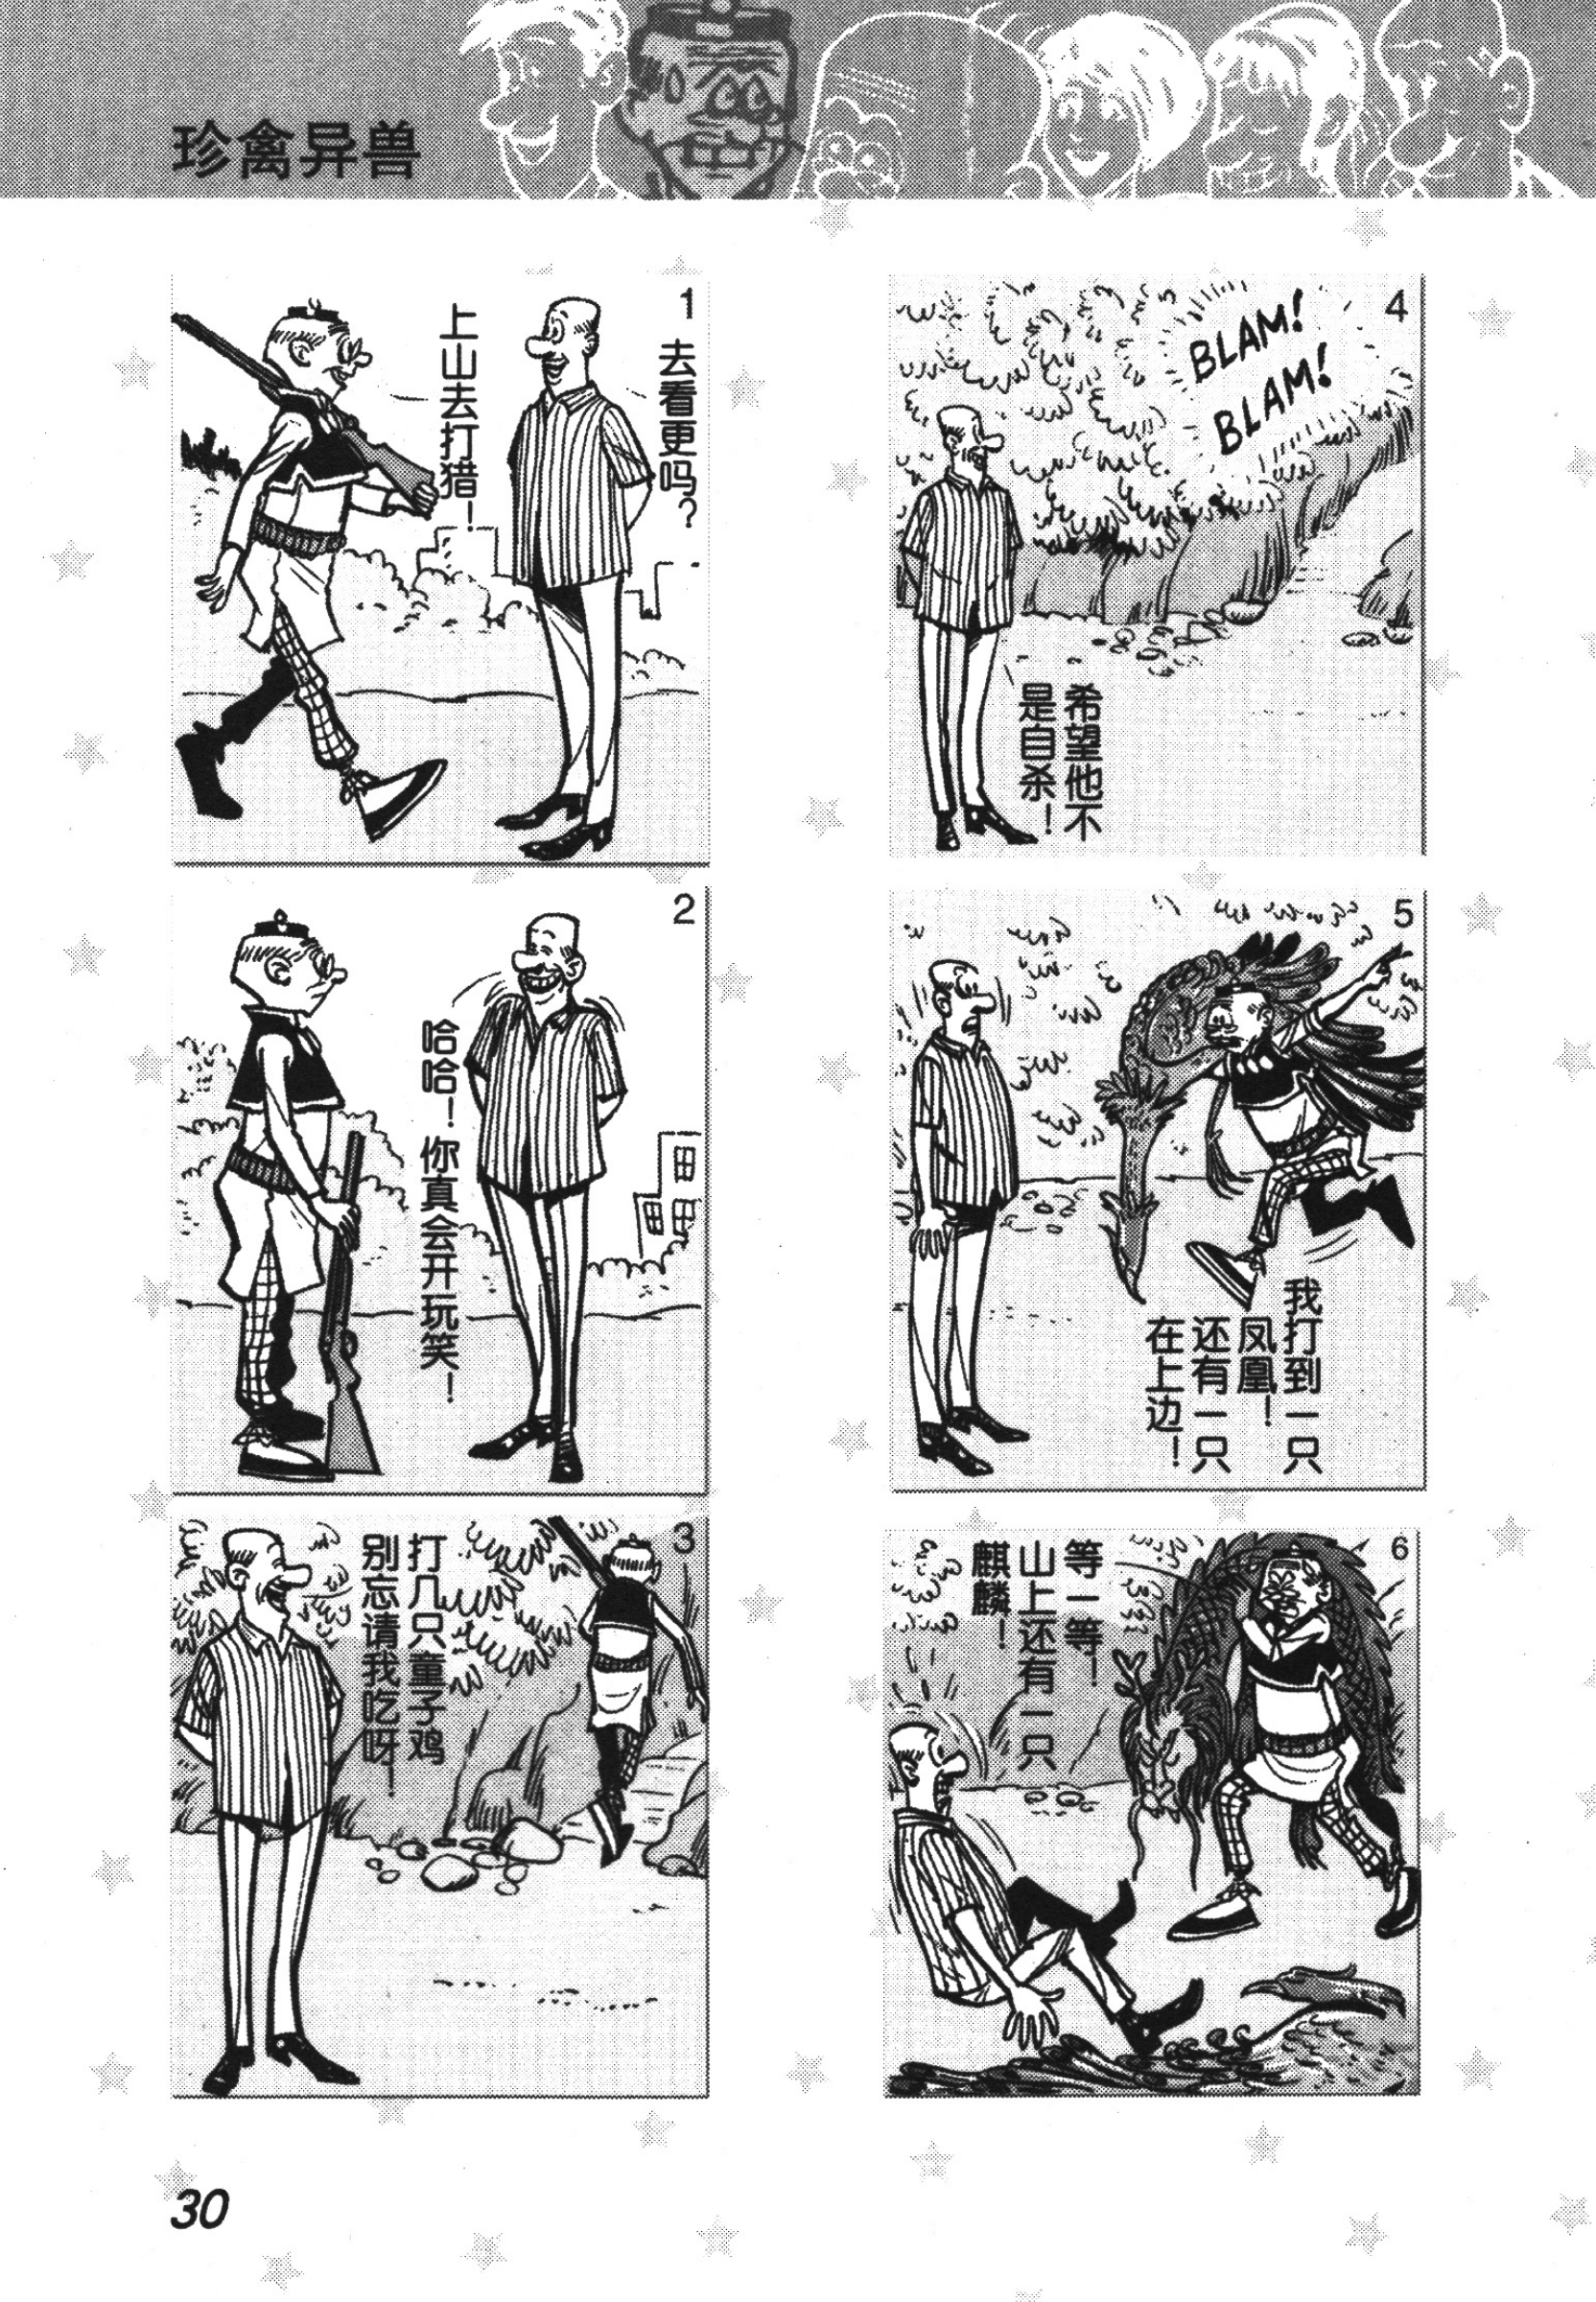 珍禽异兽
1
去看更吗？
上山去打猎！
2
哈哈！你真会开玩笑！
3
打几只童子鸡
别忘请我吃呀！
4
BLAM!
BLAM!
希望他不
是自杀！
5
我打到一只
凤凰！
还有一只
在上边！
6
等一等！
山上还有一只
麒麟！
30